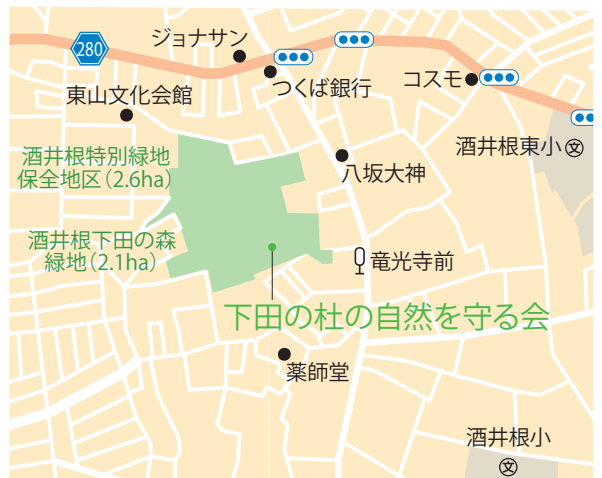 280
ジョナサン
つくば銀行
コスモ
東山文化会館
酒井根東小
文
酒井根特別緑地
保全地区（2.6ha）
八坂大神
酒井根下田の森
緑地（2.1ha）
竜光寺前
下田の杜の自然を守る会
薬師堂
酒井根小
文